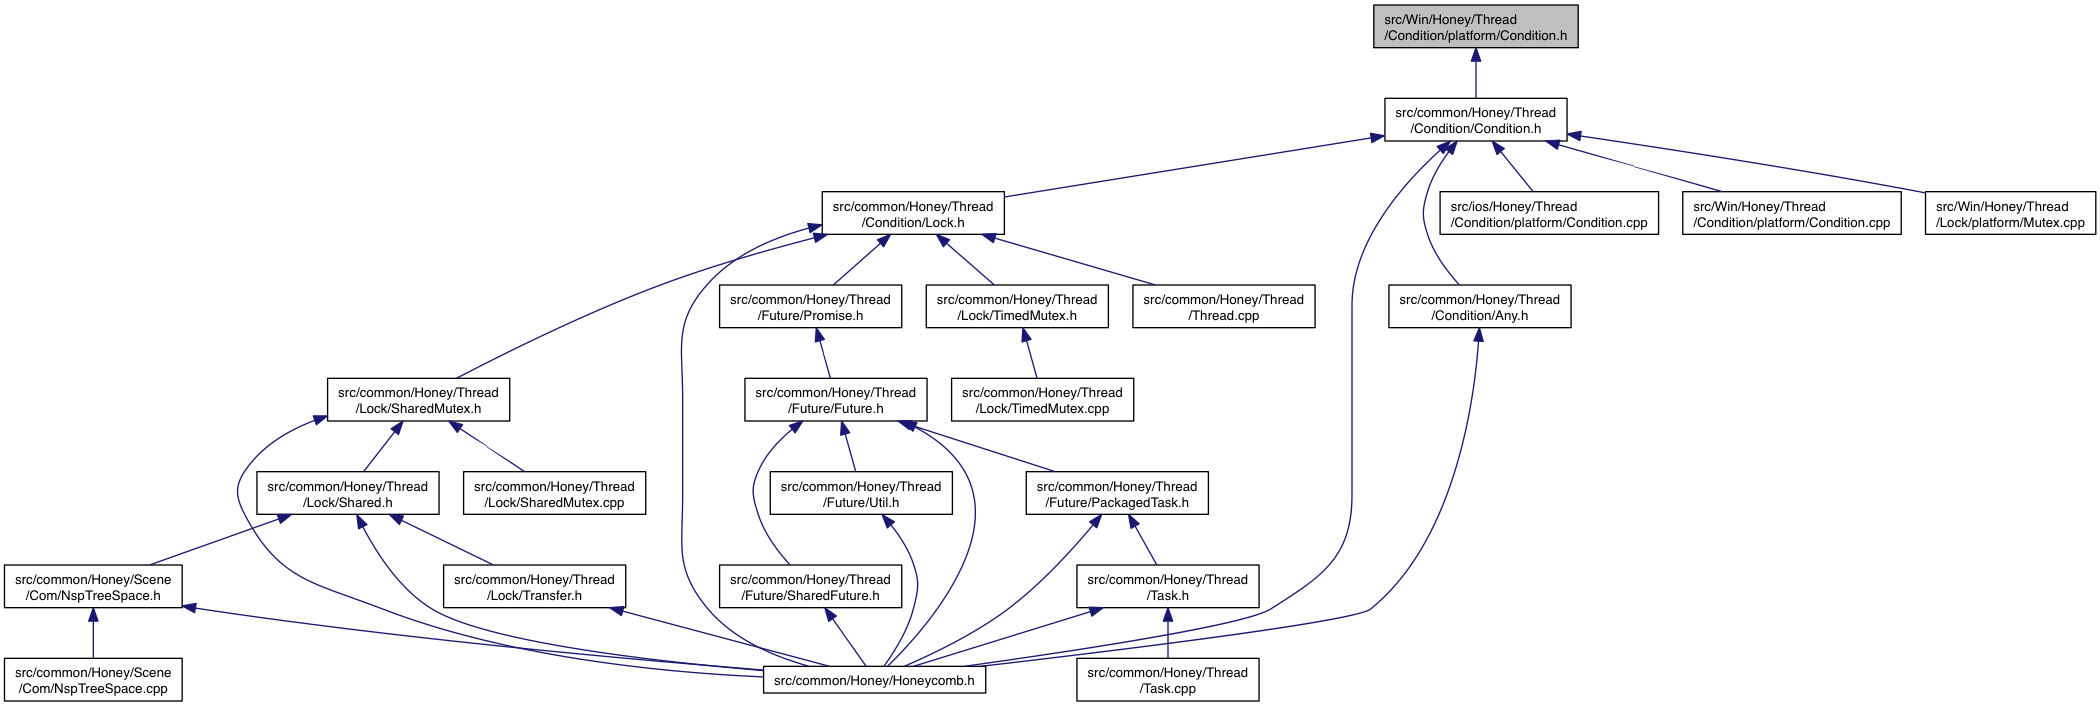 src/Win/Honey/Thread
/Condition/platform/Condition.h
src/common/Honey/Thread
/Condition/Condition.h
src/common/Honey/Thread
/Condition/Lock.h
src/ios/Honey/Thread
/Condition/platform/Condition.cpp
src/Win/Honey/Thread
/Condition/platform/Condition.cpp
src/Win/Honey/Thread
/Lock/platform/Mutex.cpp
src/common/Honey/Thread
/Future/Promise.h
src/common/Honey/Thread
/Lock/TimedMutex.h
src/common/Honey/Thread
/Thread.cpp
src/common/Honey/Thread
/Condition/Any.h
src/common/Honey/Thread
/Lock/SharedMutex.h
src/common/Honey/Thread
/Future/Future.h
src/common/Honey/Thread
/Lock/TimedMutex.cpp
src/common/Honey/Thread
/Lock/Shared.h
src/common/Honey/Thread
/Lock/SharedMutex.cpp
src/common/Honey/Thread
/Future/Util.h
src/common/Honey/Thread
/Future/PackagedTask.h
src/common/Honey/Scene
/Com/NspTreeSpace.h
src/common/Honey/Thread
/Lock/Transfer.h
src/common/Honey/Thread
/Future/SharedFuture.h
src/common/Honey/Thread
/Task.h
src/common/Honey/Scene
/Com/NspTreeSpace.cpp
src/common/Honey/Honeycomb.h
src/common/Honey/Thread
/Task.cpp